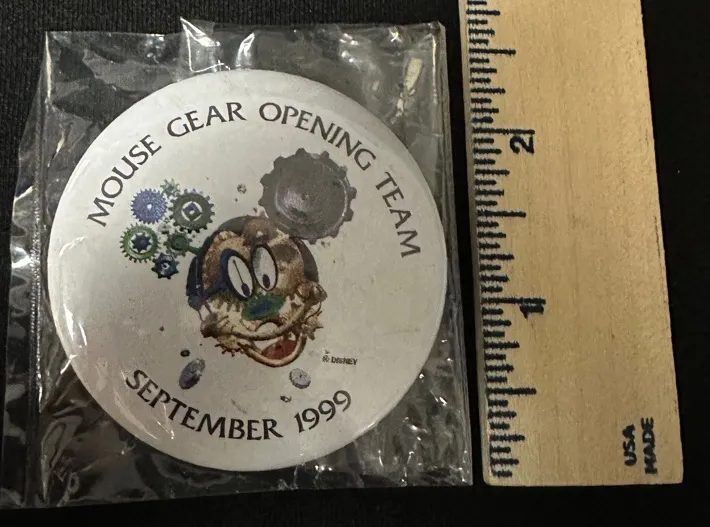 MOUSE GEAR OPENING TEAM
© DISNEY
SEPTEMBER 1999
2
1
USA
MADE